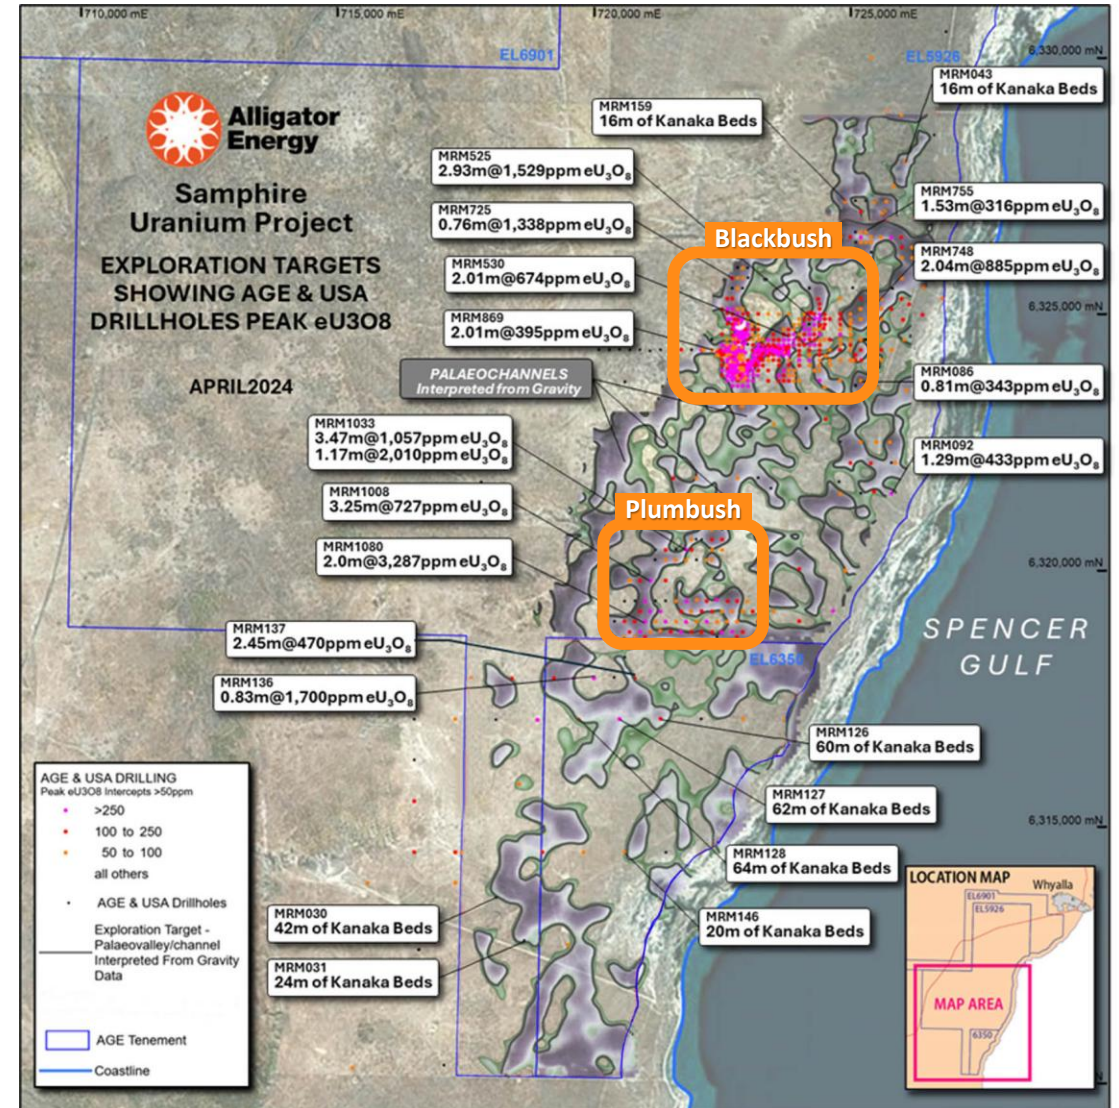 710,000 mE
715,000 mE
720,000 mE
725,000 mE
EL6901
EL5926
6,330,000 mN
MRM043
16m of Kanaka Beds
MRM159
16m of Kanaka Beds
Alligator
Energy
Samphire
Uranium Project
EXPLORATION TARGETS
SHOWING AGE & USA
DRILLHOLES PEAK eU3O8
APRIL2024
MRM525
2.93m@1,529ppm eU₃O₈
MRM725
0.76m@1,338ppm eU₃O₈
MRM530
2.01m@674ppm eU₃O₈
MRM869
2.01m@395ppm eU₃O₈
MRM755
1.53m@316ppm eU₃O₈
Blackbush
MRM748
2.04m@885ppm eU₃O₈
6,325,000 mN
PALAEOCHANNELS
Interpreted from Gravity
MRM086
0.81m@343ppm eU₃O₈
MRM1033
3.47m@1,057ppm eU₃O₈
1.17m@2,010ppm eU₃O₈
MRM092
1.29m@433ppm eU₃O₈
MRM1008
3.25m@727ppm eU₃O₈
Plumbush
MRM1080
2.0m@3,287ppm eU₃O₈
6,320,000 mN
MRM137
2.45m@470ppm eU₃O₈
SPENCER
GULF
MRM136
0.83m@1,700ppm eU₃O₈
MRM126
60m of Kanaka Beds
MRM127
62m of Kanaka Beds
6,315,000 mN
MRM128
64m of Kanaka Beds
MRM146
20m of Kanaka Beds
MRM030
42m of Kanaka Beds
MRM031
24m of Kanaka Beds
AGE & USA DRILLING
Peak eU3O8 Intercepts >50ppm
>250
100 to 250
50 to 100
all others
AGE & USA Drillholes
Exploration Target -
Palaeovalley/channel
Interpreted From Gravity
Data
AGE Tenement
Coastline
LOCATION MAP
Whyalla
EL6901
EL5926
MAP AREA
6350